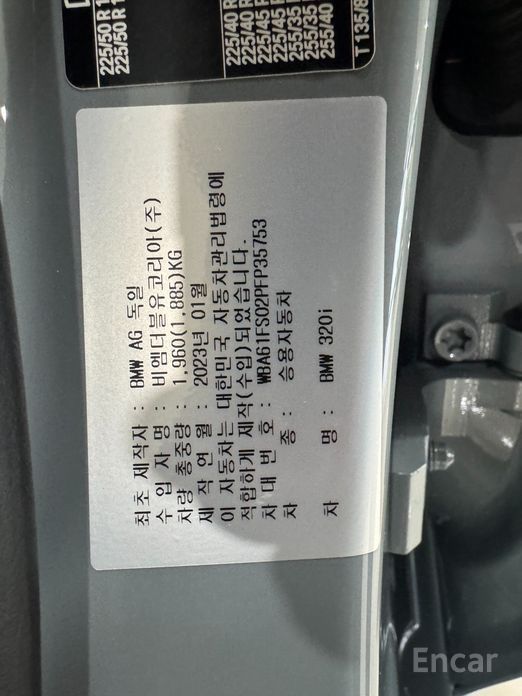 225/50 R 1
225/50 R 1
225/40 R
225/45 F
225/40 R
225/45 F
255/35
255/35
255/40
T135/8
최초 제작자 : BMW AG 독일
수 입 자 명 : 비엠더블유코리아(주)
차량 총중량 : 1,960(1,885)KG
제 작 연 월 : 2023년 01월
이 자동차는 대한민국 자동차관리법령에
적합하게 제작(수입)되었습니다.
차 대 번 호 : WBA61FS02PFP35753
차 종 : 승용자동차
차 명 : BMW 320i
Encar